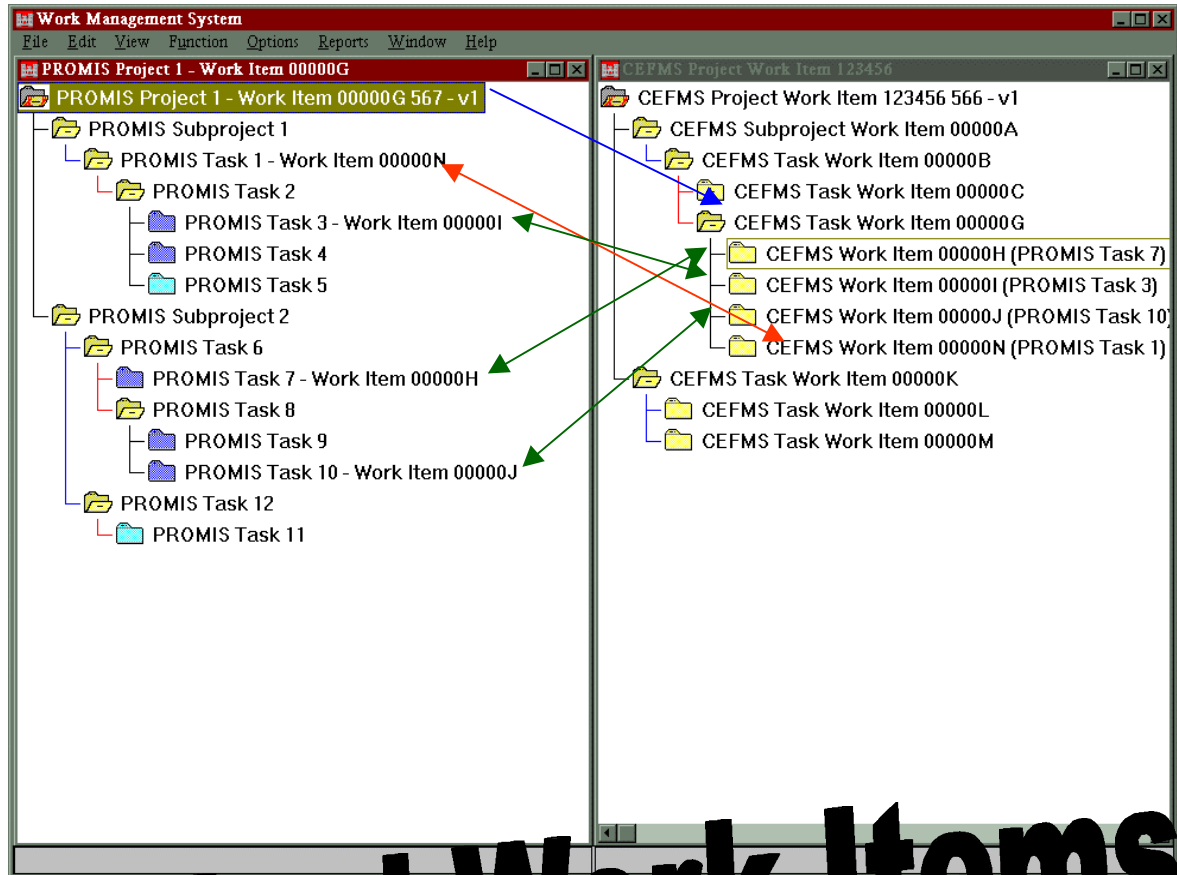 Work Management System
File Edit View Function Options Reports Window Help
PROMIS Project 1 - Work Item 00000G
PROMIS Project 1 - Work Item 00000G 567 - v1
PROMIS Subproject 1
PROMIS Task 1 - Work Item 00000N
PROMIS Task 2
PROMIS Task 3 - Work Item 00000I
PROMIS Task 4
PROMIS Task 5
PROMIS Subproject 2
PROMIS Task 6
PROMIS Task 7 - Work Item 00000H
PROMIS Task 8
PROMIS Task 9
PROMIS Task 10 - Work Item 00000J
PROMIS Task 12
PROMIS Task 11
CEFMS Project Work Item 123456
CEFMS Project Work Item 123456 566 - v1
CEFMS Subproject Work Item 00000A
CEFMS Task Work Item 00000B
CEFMS Task Work Item 00000C
CEFMS Task Work Item 00000G
CEFMS Work Item 00000H (PROMIS Task 7)
CEFMS Work Item 00000I (PROMIS Task 3)
CEFMS Work Item 00000J (PROMIS Task 10)
CEFMS Work Item 00000N (PROMIS Task 1)
CEFMS Task Work Item 00000K
CEFMS Task Work Item 00000L
CEFMS Task Work Item 00000M
Work Items